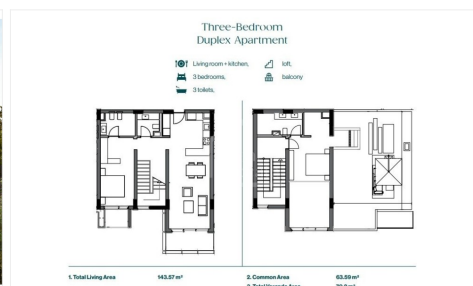 Three-Bedroom
Duplex Apartment
Living room + kitchen,
loft,
3 bedrooms,
balcony
3 toilets,
1. Total Living Area 143.57 m²
2. Common Area 63.59 m²